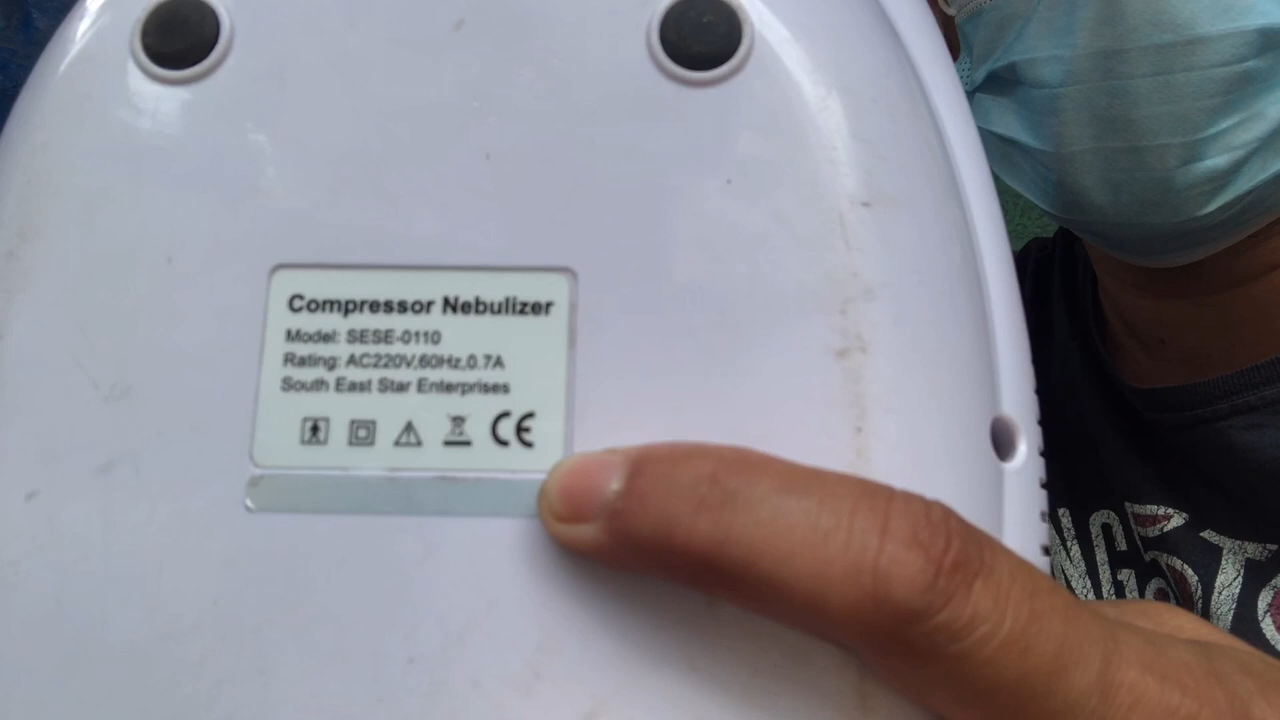 Compressor Nebulizer
Model: SESE-0110
Rating: AC220V,60Hz,0.7A
South East Star Enterprises
CE